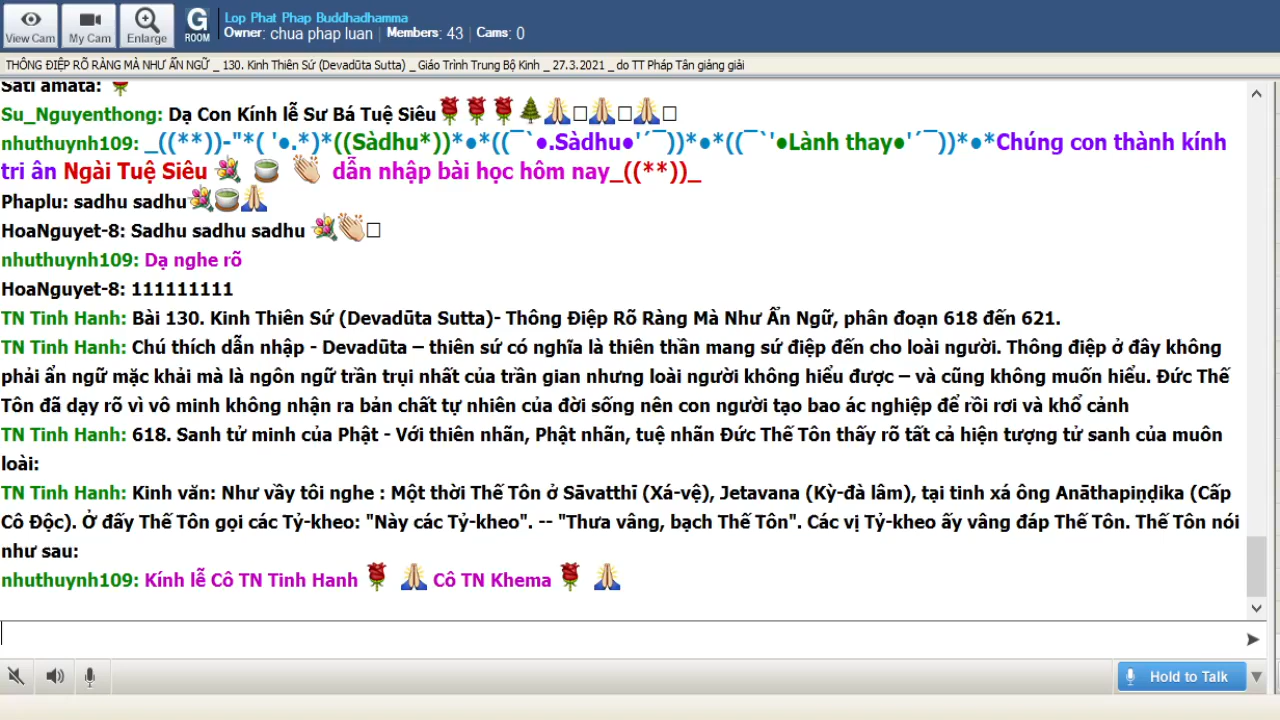 View Cam
My Cam
Enlarge
G ROOM
Lop Phat Phap Buddhadhamma
Owner: chua phap luan Members: 43 Cams: 0
THÔNG ĐIỆP RÕ RÀNG MÀ NHƯ ẨN NGỮ _ 130. Kinh Thiên Sứ (Devadūta Sutta) _ Giáo Trình Trung Bộ Kinh _ 27.3.2021 _ do TT Pháp Tân giảng giải
Sati amata:
Su_Nguyenthong: Dạ Con Kính lễ Sư Bá Tuệ Siêu
nhuthuynh109: _((**))-"*( '●.*)*((Sàdhu*))*●*((¯`●.Sàdhu●'´¯))*●*((¯`'●Lành thay●'´¯))*●*Chúng con thành kính
tri ân Ngài Tuệ Siêu dẫn nhập bài học hôm nay_((**))_
Phaplu: sadhu sadhu
HoaNguyet-8: Sadhu sadhu sadhu
nhuthuynh109: Dạ nghe rõ
HoaNguyet-8: 111111111
TN Tinh Hanh: Bài 130. Kinh Thiên Sứ (Devadūta Sutta)- Thông Điệp Rõ Ràng Mà Như Ẩn Ngữ, phân đoạn 618 đến 621.
TN Tinh Hanh: Chú thích dẫn nhập - Devadūta – thiên sứ có nghĩa là thiên thần mang sứ điệp đến cho loài người. Thông điệp ở đây không
phải ẩn ngữ mặc khải mà là ngôn ngữ trần trụi nhất của trần gian nhưng loài người không hiểu được – và cũng không muốn hiểu. Đức Thế
Tôn đã dạy rõ vì vô minh không nhận ra bản chất tự nhiên của đời sống nên con người tạo bao ác nghiệp để rồi rơi và khổ cảnh
TN Tinh Hanh: 618. Sanh tử minh của Phật - Với thiên nhãn, Phật nhãn, tuệ nhãn Đức Thế Tôn thấy rõ tất cả hiện tượng tử sanh của muôn
loài:
TN Tinh Hanh: Kinh văn: Như vầy tôi nghe : Một thời Thế Tôn ở Sāvatthī (Xá-vệ), Jetavana (Kỳ-đà lâm), tại tinh xá ông Anāthapiṇḍika (Cấp
Cô Độc). Ở đấy Thế Tôn gọi các Tỷ-kheo: "Này các Tỷ-kheo". -- "Thưa vâng, bạch Thế Tôn". Các vị Tỷ-kheo ấy vâng đáp Thế Tôn. Thế Tôn nói
như sau:
nhuthuynh109: Kính lễ Cô TN Tinh Hanh Cô TN Khema
Hold to Talk